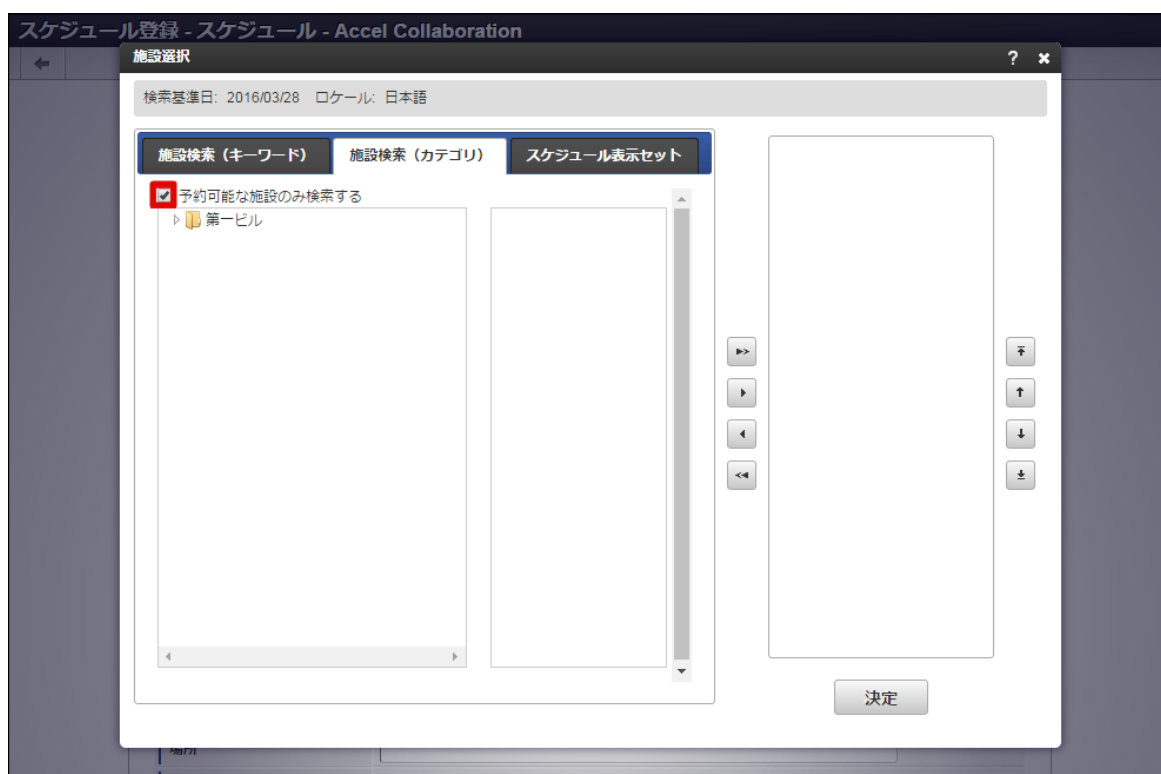 スケジュール登録 - スケジュール - Accel Collaboration
施設選択
?
検索基準日: 2016/03/28 ロケール: 日本語
施設検索（キーワード） 施設検索（カテゴリ） スケジュール表示セット
予約可能な施設のみ検索する
第一ビル
決定
場所